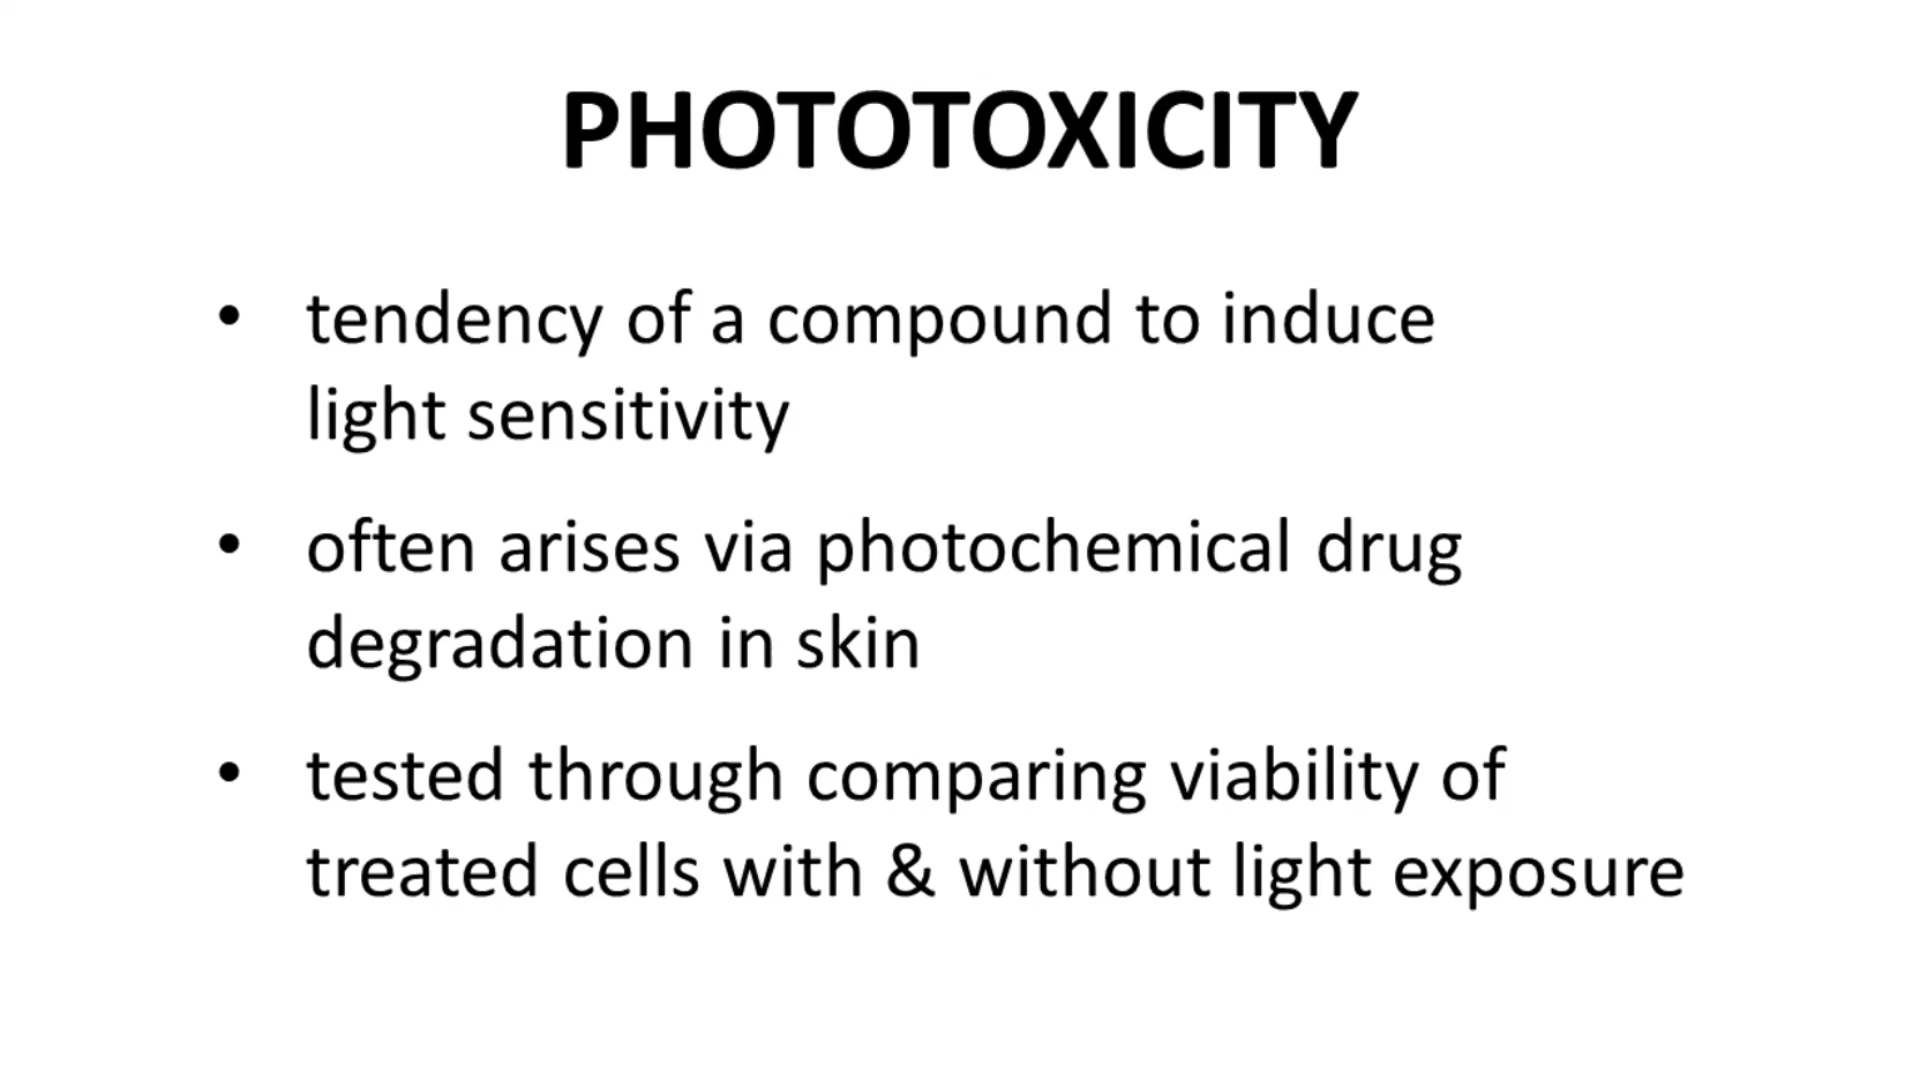 PHOTOTOXICITY
• tendency of a compound to induce
light sensitivity
• often arises via photochemical drug
degradation in skin
• tested through comparing viability of
treated cells with & without light exposure